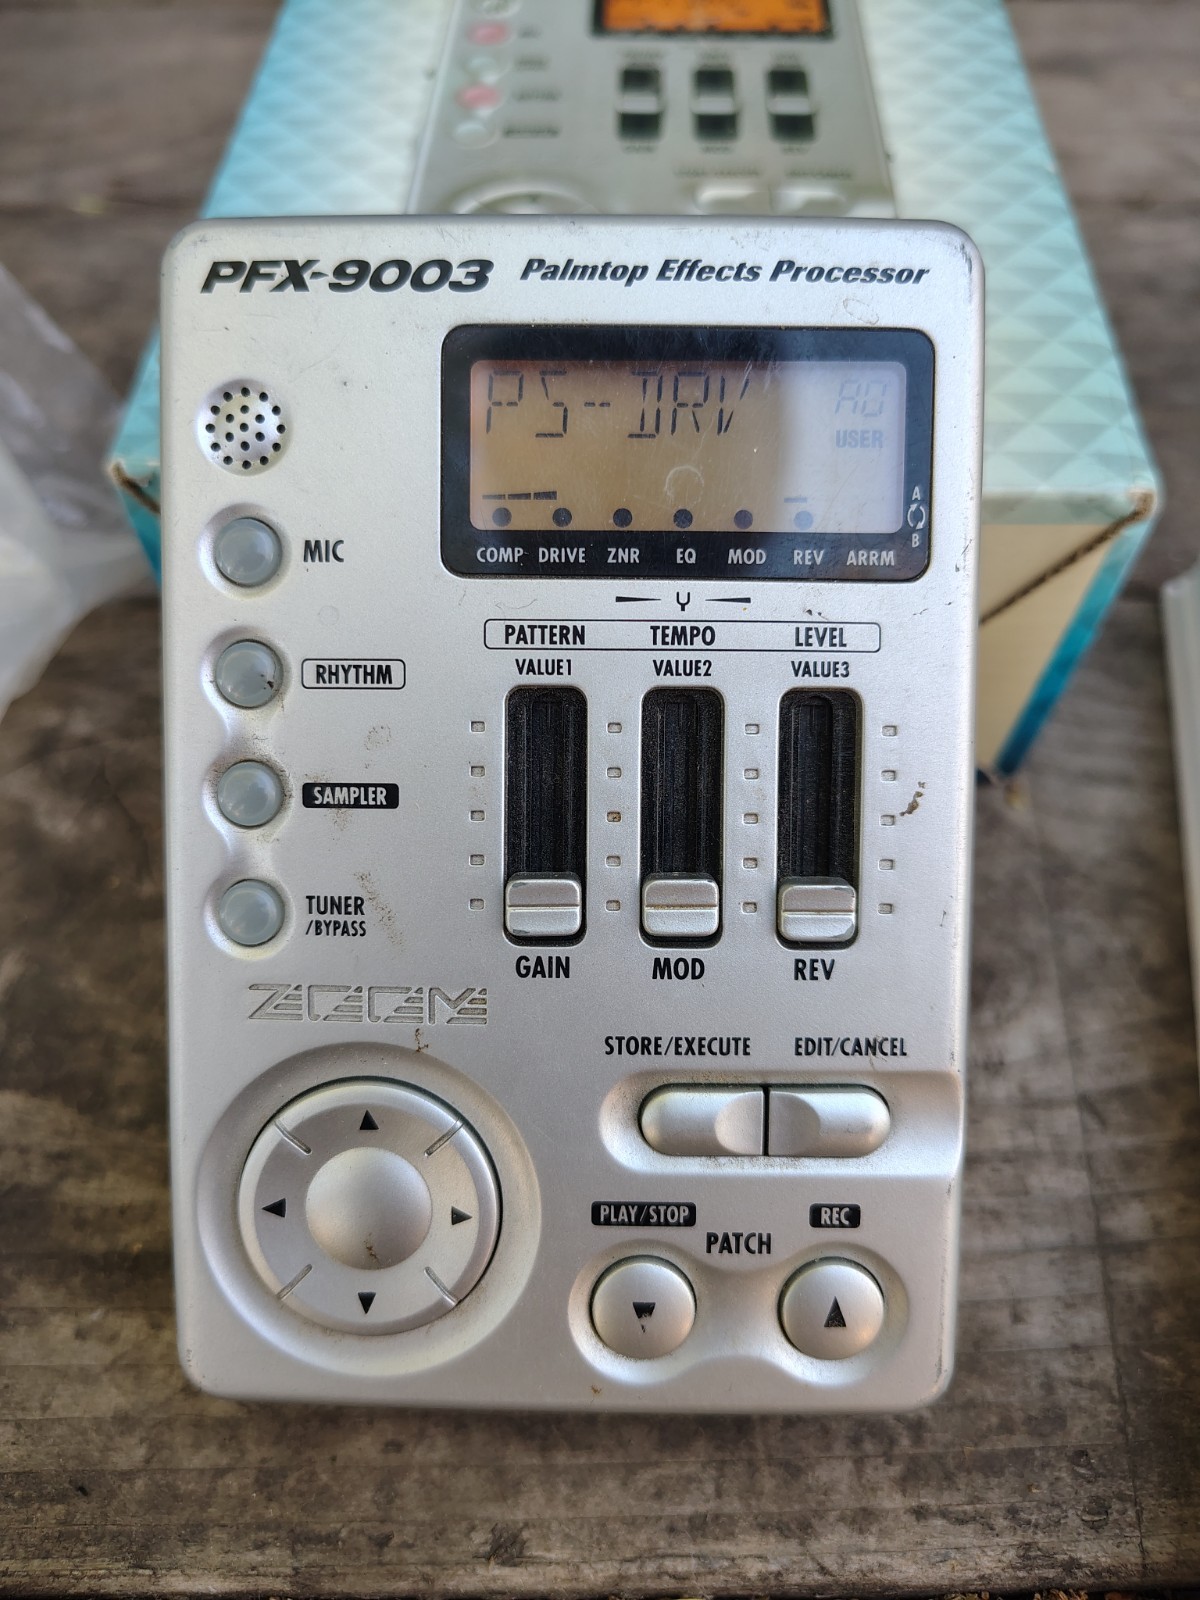 PFX-9003 Palmtop Effects Processor
PS-DRV A0
USER
A
B
COMP DRIVE ZNR EQ MOD REV ARRM
MIC
PATTERN TEMPO LEVEL
VALUE1 VALUE2 VALUE3
RHYTHM
SAMPLER
TUNER
/BYPASS
GAIN MOD REV
ZOOM
STORE/EXECUTE EDIT/CANCEL
PLAY/STOP REC
PATCH